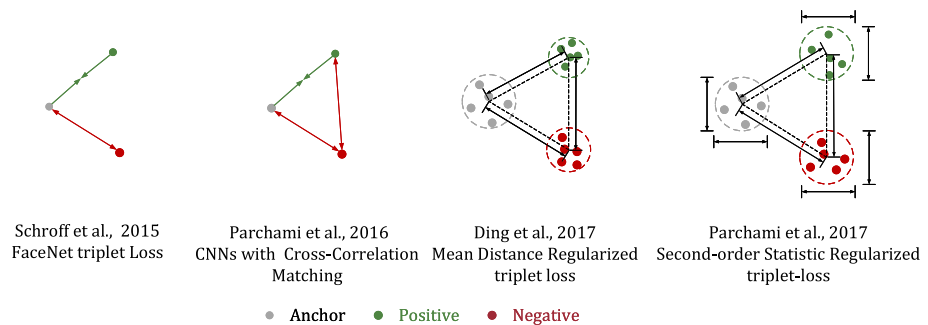 Schroff et al., 2015
FaceNet triplet Loss
Parchami et al., 2016
CNNs with Cross-Correlation
Matching
Ding et al., 2017
Mean Distance Regularized
triplet loss
Parchami et al., 2017
Second-order Statistic Regularized
triplet-loss
Anchor Positive Negative